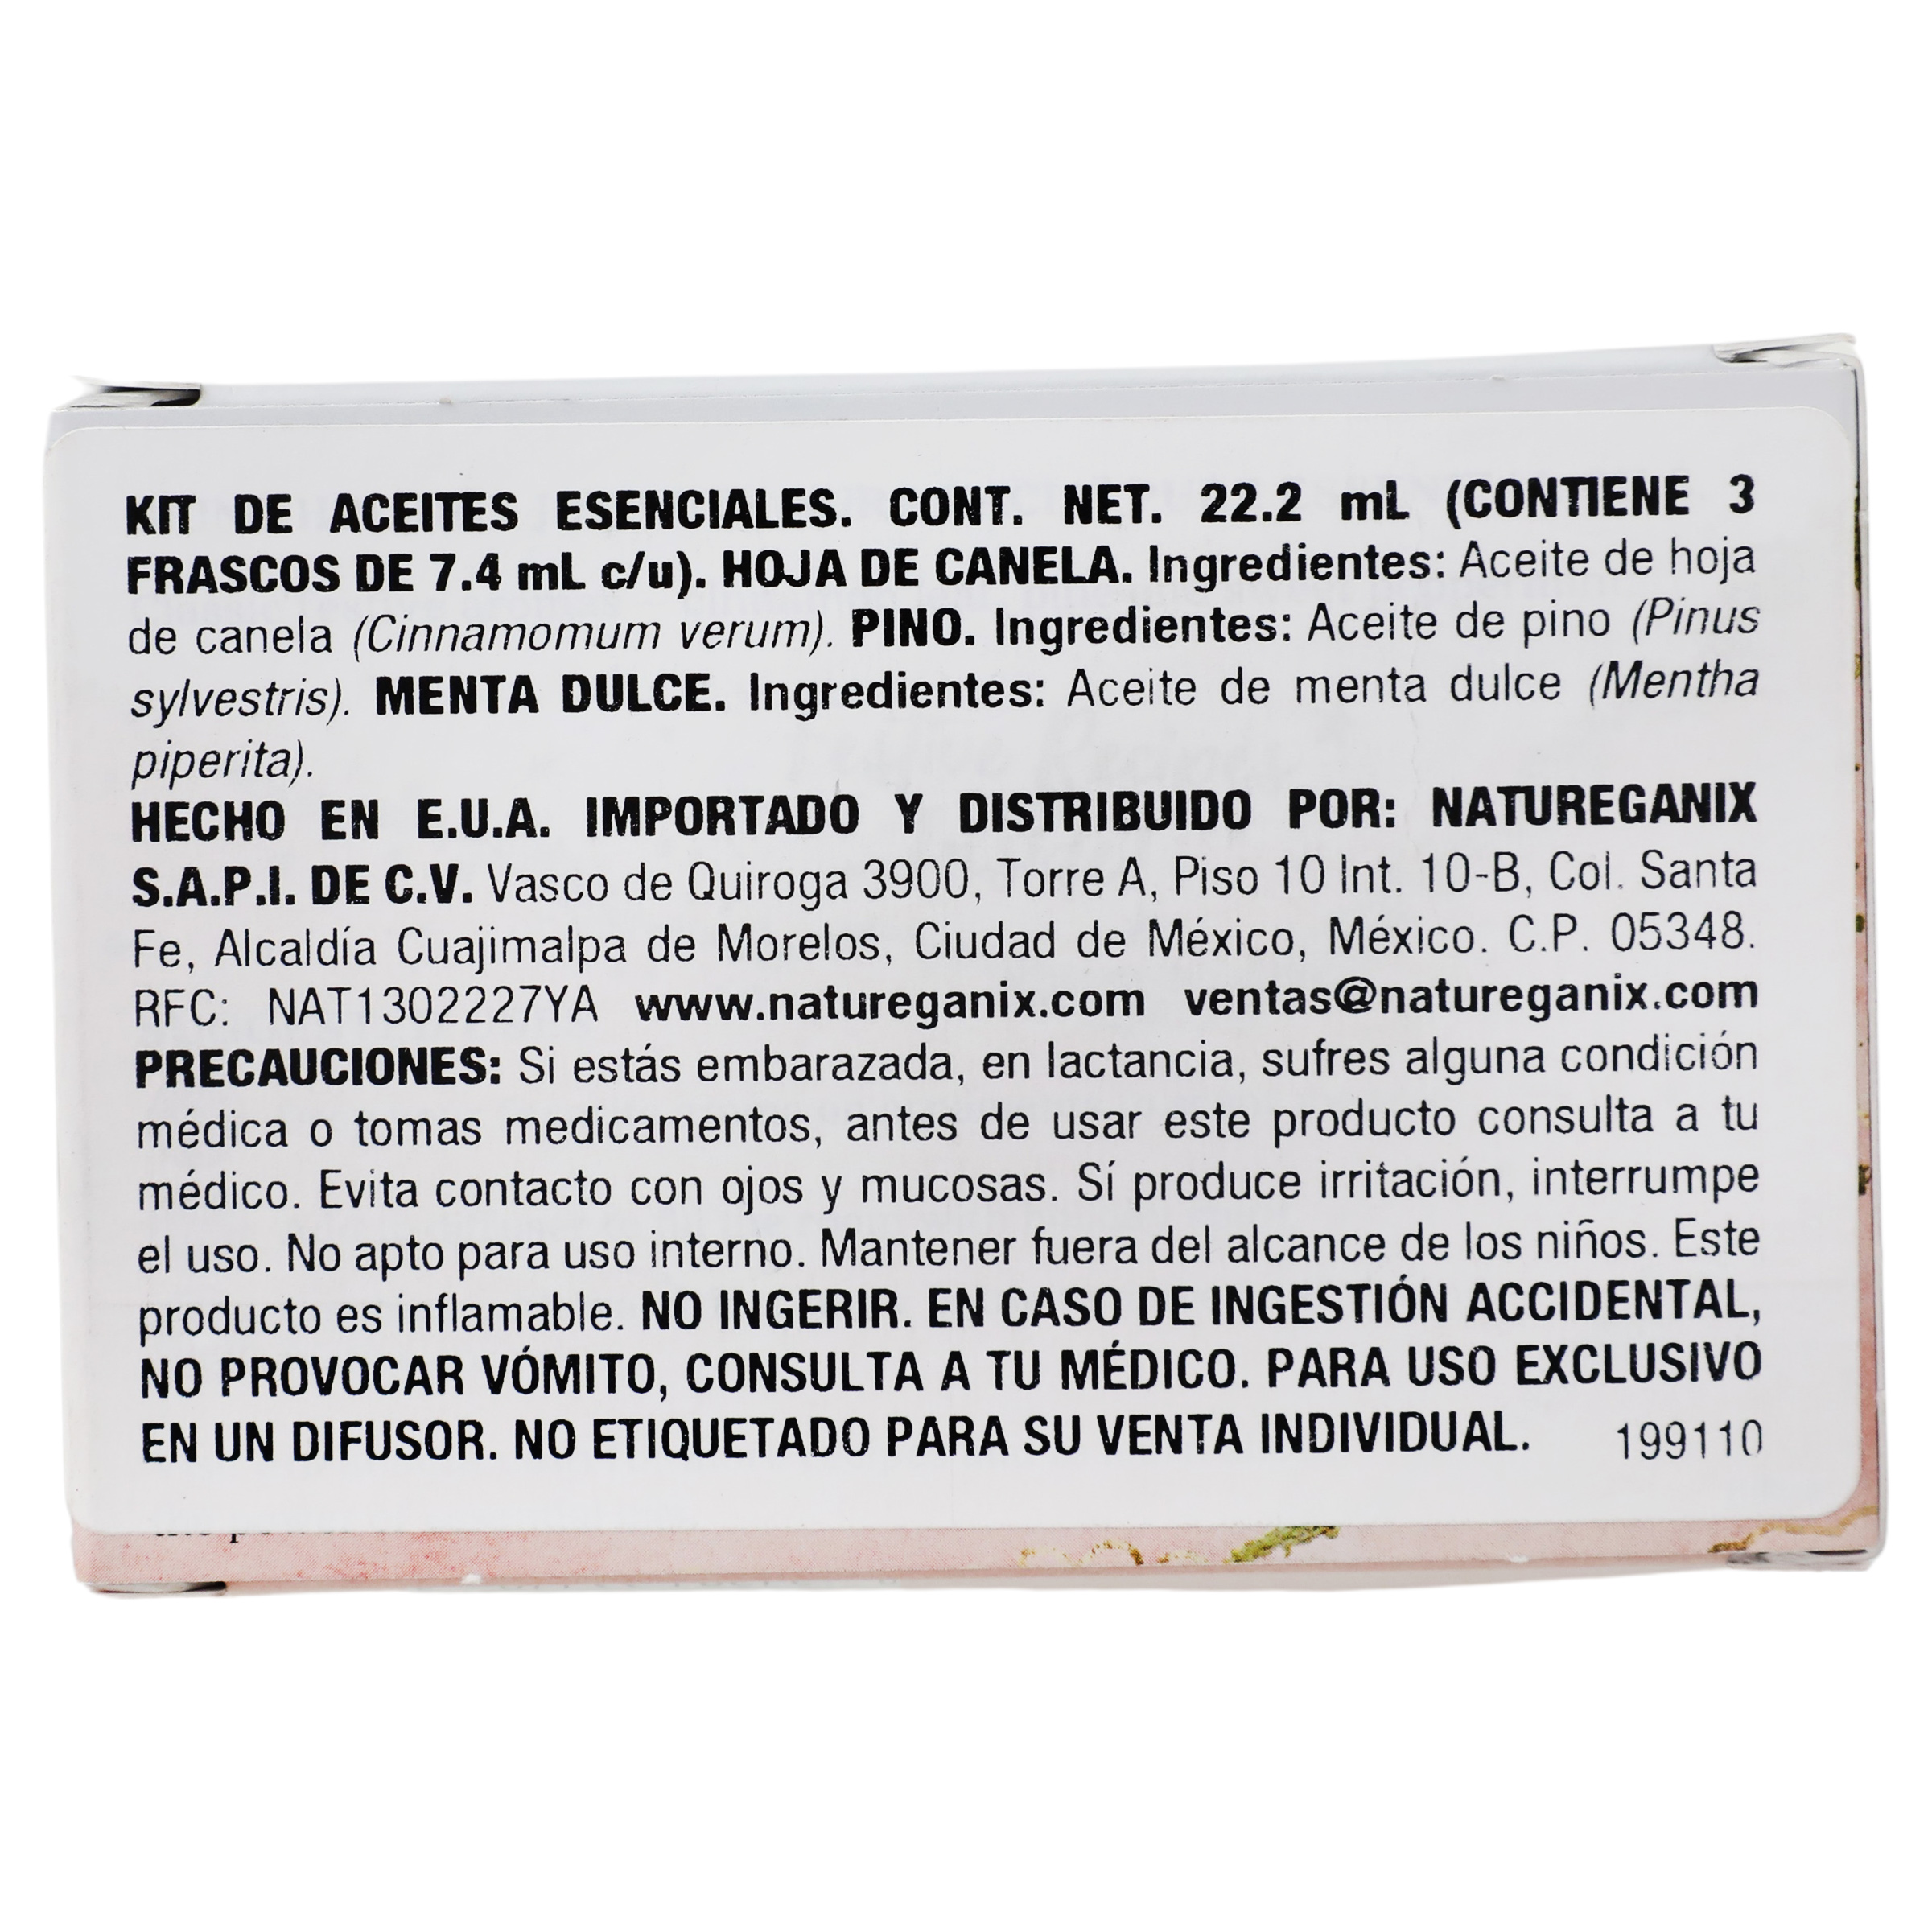 KIT DE ACEITES ESENCIALES. CONT. NET. 22.2 mL (CONTIENE 3
FRASCOS DE 7.4 mL c/u). HOJA DE CANELA. Ingredientes: Aceite de hoja
de canela (Cinnamomum verum). PINO. Ingredientes: Aceite de pino (Pinus
sylvestris). MENTA DULCE. Ingredientes: Aceite de menta dulce (Mentha
piperita).
HECHO EN E.U.A. IMPORTADO Y DISTRIBUIDO POR: NATUREGANIX
S.A.P.I. DE C.V. Vasco de Quiroga 3900, Torre A, Piso 10 Int. 10-B, Col. Santa
Fe, Alcaldía Cuajimalpa de Morelos, Ciudad de México, México. C.P. 05348.
RFC: NAT1302227YA www.natureganix.com ventas@natureganix.com
PRECAUCIONES: Si estás embarazada, en lactancia, sufres alguna condición
médica o tomas medicamentos, antes de usar este producto consulta a tu
médico. Evita contacto con ojos y mucosas. Sí produce irritación, interrumpe
el uso. No apto para uso interno. Mantener fuera del alcance de los niños. Este
producto es inflamable. NO INGERIR. EN CASO DE INGESTIÓN ACCIDENTAL,
NO PROVOCAR VÓMITO, CONSULTA A TU MÉDICO. PARA USO EXCLUSIVO
EN UN DIFUSOR. NO ETIQUETADO PARA SU VENTA INDIVIDUAL. 199110